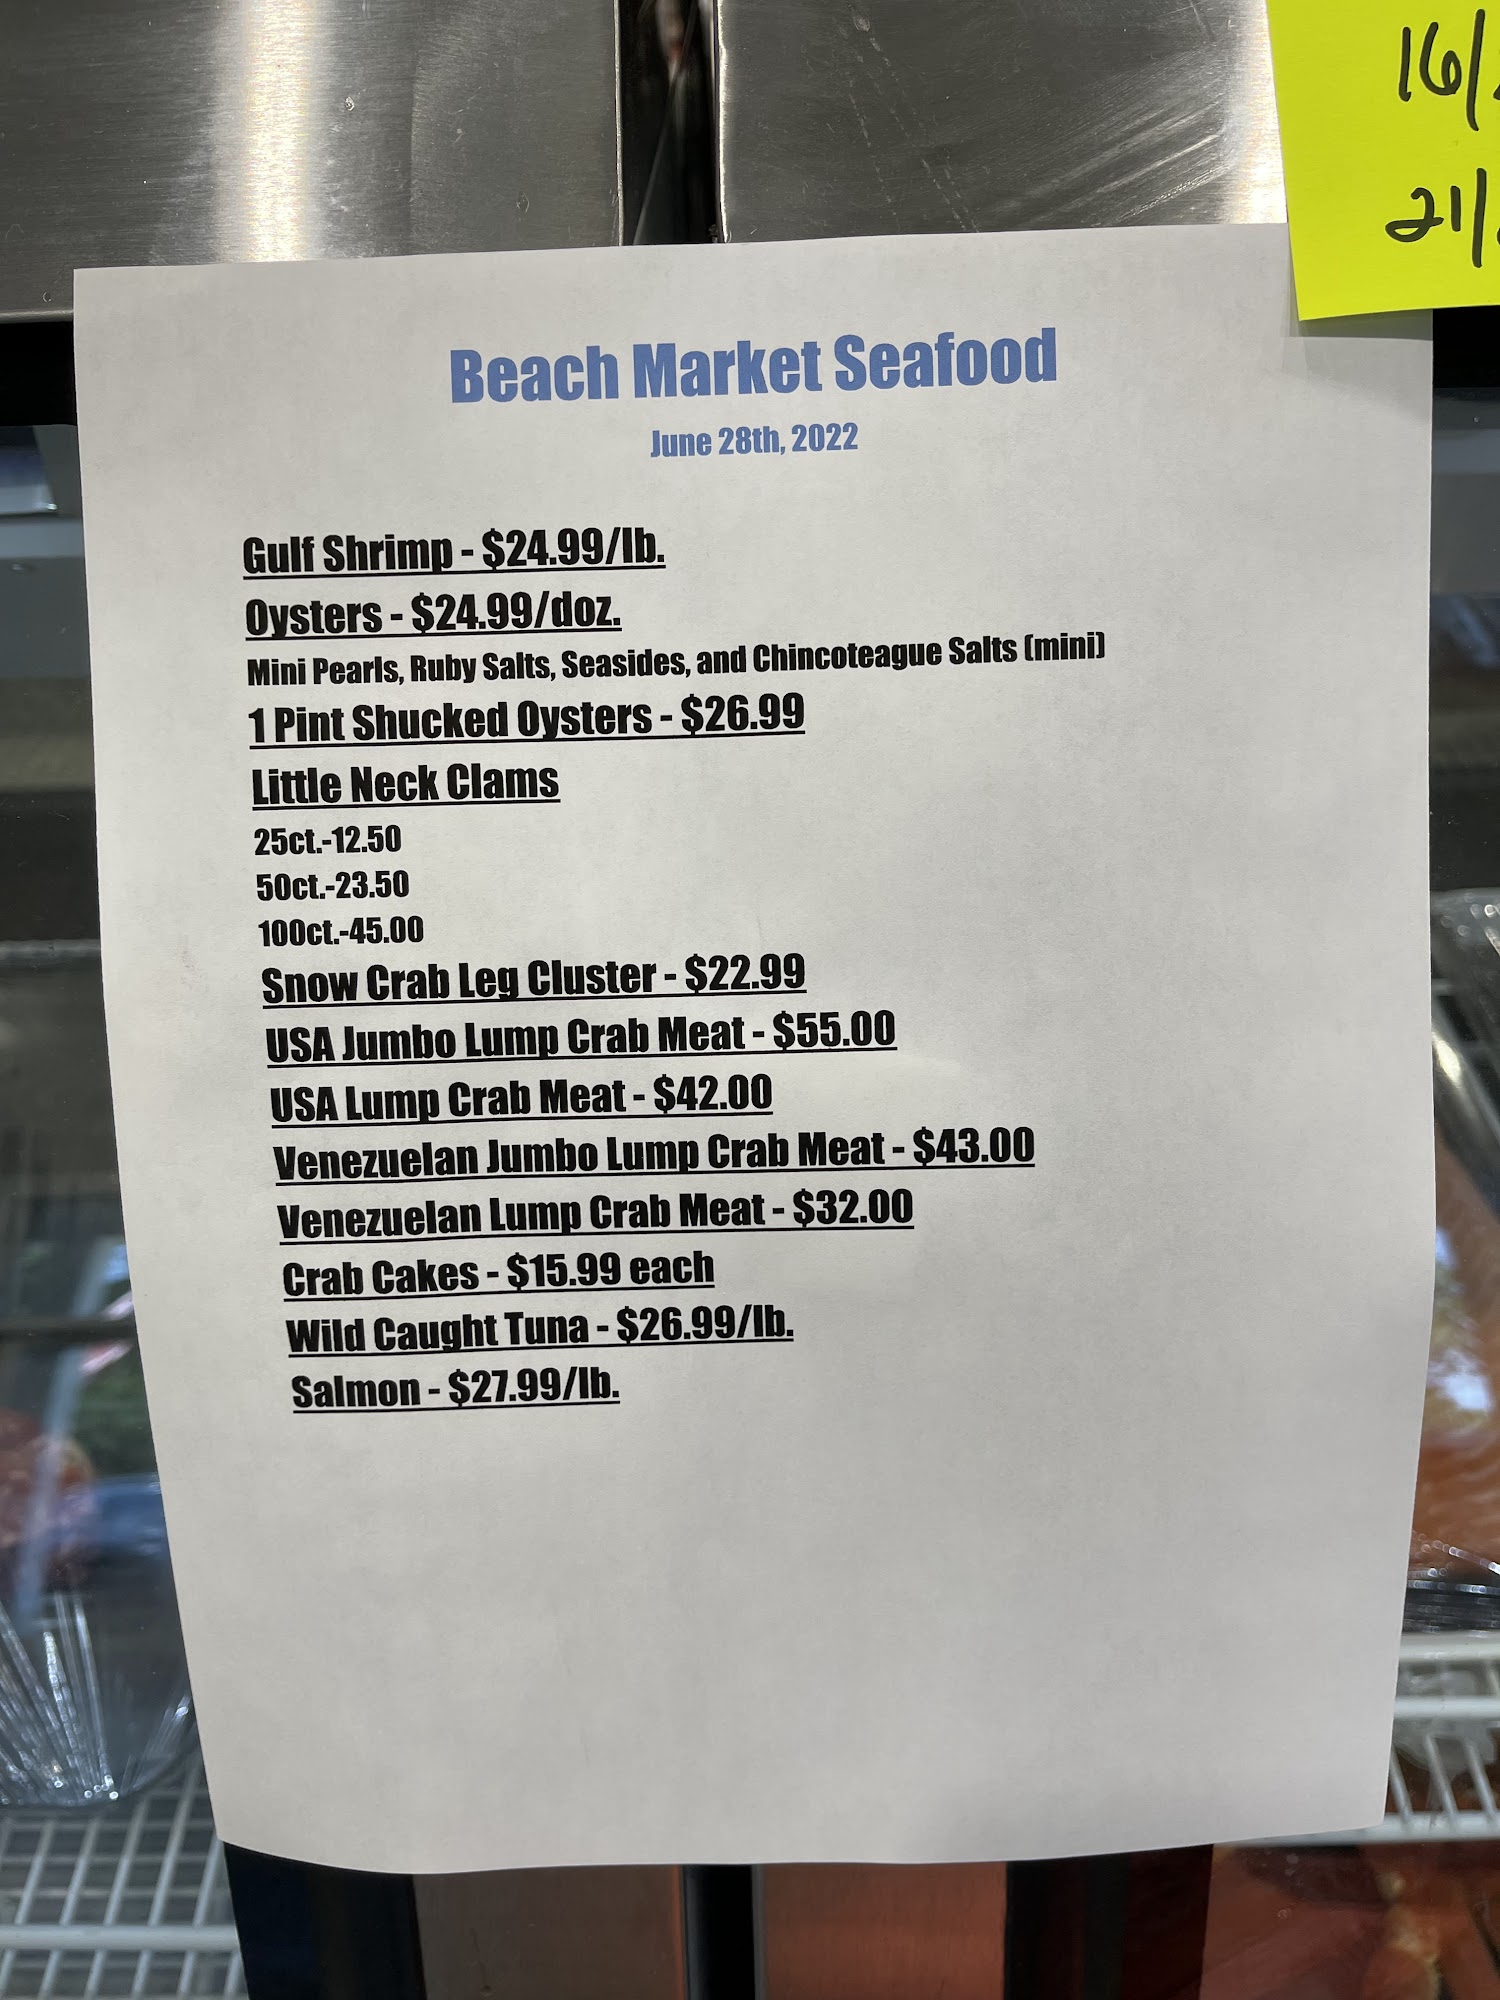 16/
21/
Beach Market Seafood
June 28th, 2022
Gulf Shrimp - $24.99/lb.
Oysters - $24.99/doz.
Mini Pearls, Ruby Salts, Seasides, and Chincoteague Salts (mini)
1 Pint Shucked Oysters - $26.99
Little Neck Clams
25ct.-12.50
50ct.-23.50
100ct.-45.00
Snow Crab Leg Cluster - $22.99
USA Jumbo Lump Crab Meat - $55.00
USA Lump Crab Meat - $42.00
Venezuelan Jumbo Lump Crab Meat - $43.00
Venezuelan Lump Crab Meat - $32.00
Crab Cakes - $15.99 each
Wild Caught Tuna - $26.99/lb.
Salmon - $27.99/lb.